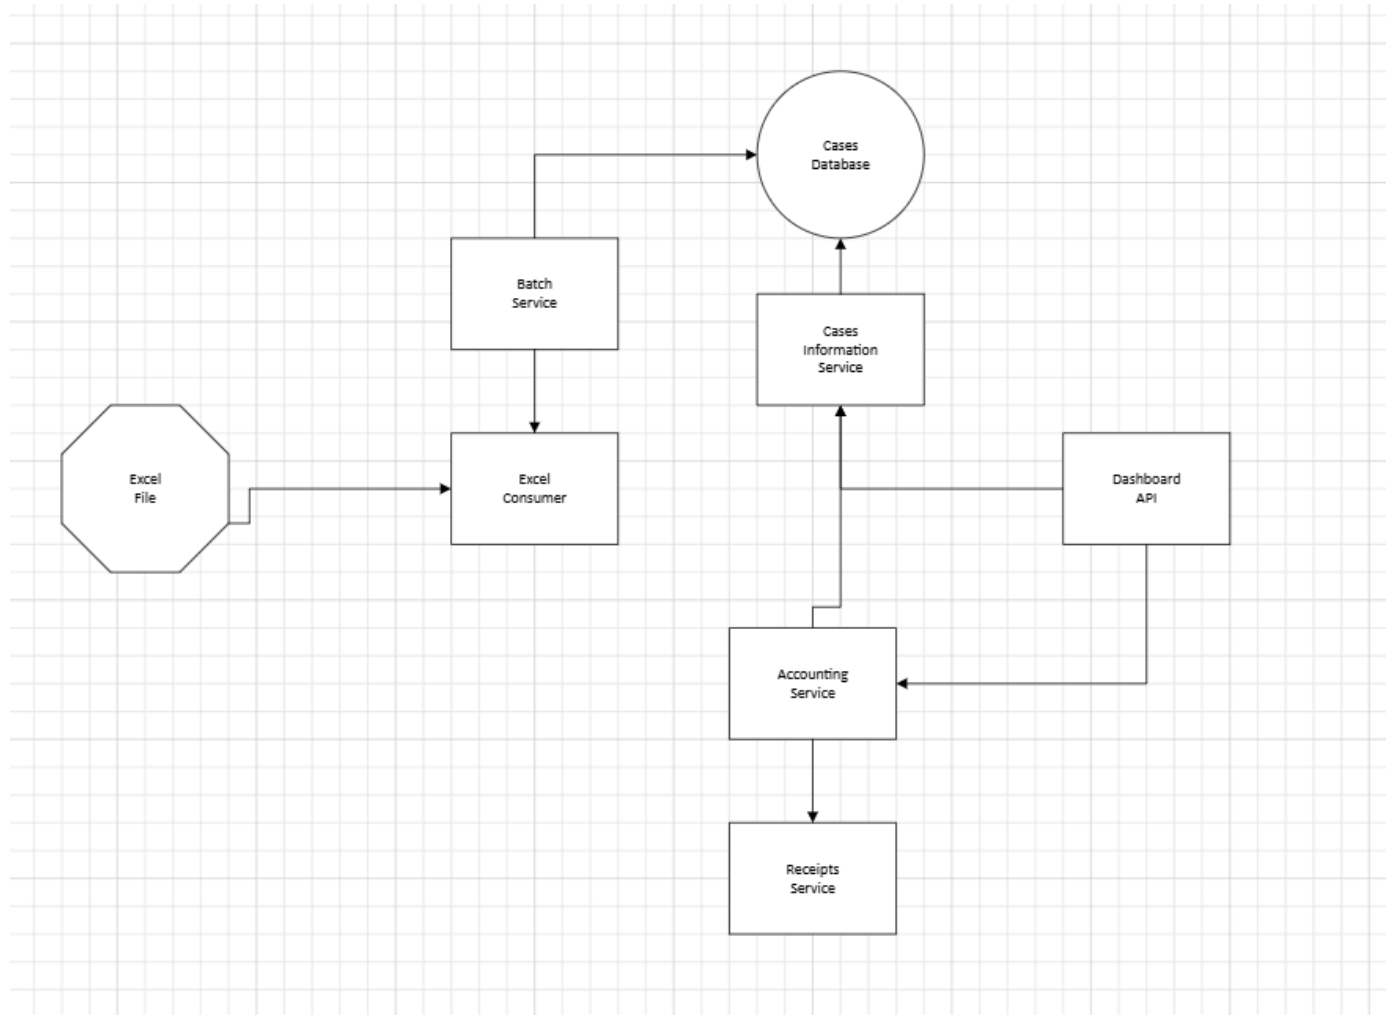 Cases
Database
Batch
Service
Cases
Information
Service
Excel
File
Excel
Consumer
Dashboard
API
Accounting
Service
Receipts
Service